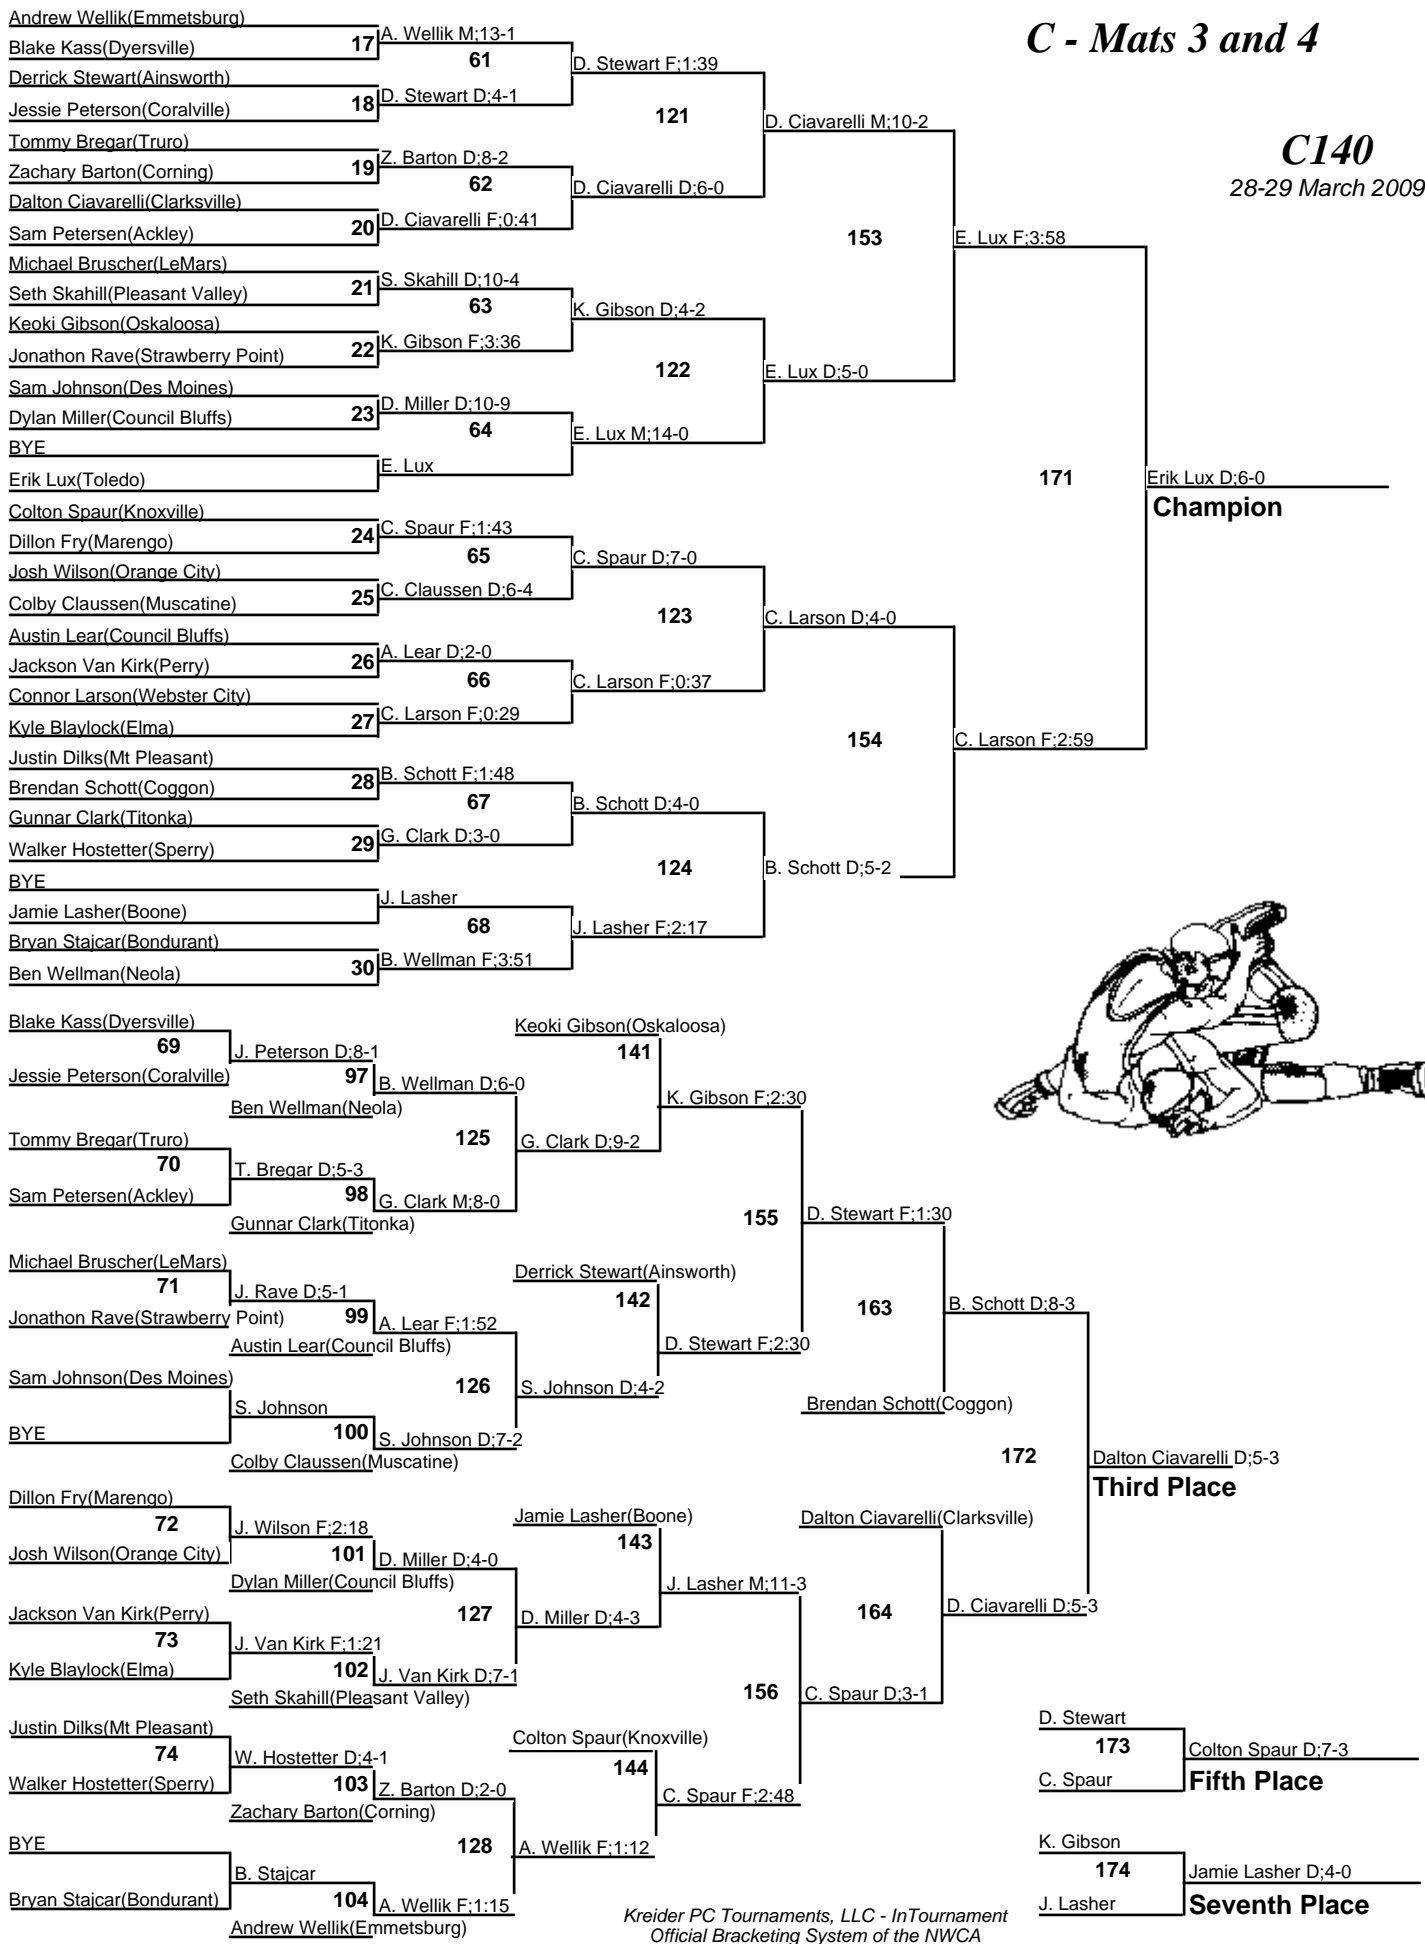 C - Mats 3 and 4
C140
28-29 March 2009
Andrew Wellik(Emmetsburg)
Blake Kass(Dyersville)
17
A. Wellik M;13-1
61
D. Stewart F;1:39
Derrick Stewart(Ainsworth)
Jessie Peterson(Coralville)
18
D. Stewart D;4-1
121
D. Ciavarelli M;10-2
Tommy Bregar(Truro)
Zachary Barton(Corning)
19
Z. Barton D;8-2
62
D. Ciavarelli D;6-0
Dalton Ciavarelli(Clarksville)
Sam Petersen(Ackley)
20
D. Ciavarelli F;0:41
153
E. Lux F;3:58
Michael Bruscher(LeMars)
Seth Skahill(Pleasant Valley)
21
S. Skahill D;10-4
63
K. Gibson D;4-2
Keoki Gibson(Oskaloosa)
Jonathon Rave(Strawberry Point)
22
K. Gibson F;3:36
122
E. Lux D;5-0
Sam Johnson(Des Moines)
Dylan Miller(Council Bluffs)
23
D. Miller D;10-9
64
E. Lux M;14-0
BYE
Erik Lux(Toledo)
E. Lux
171
Erik Lux D;6-0
Champion
Colton Spaur(Knoxville)
Dillon Fry(Marengo)
24
C. Spaur F;1:43
65
C. Spaur D;7-0
Josh Wilson(Orange City)
Colby Claussen(Muscatine)
25
C. Claussen D;6-4
123
C. Larson D;4-0
Austin Lear(Council Bluffs)
Jackson Van Kirk(Perry)
26
A. Lear D;2-0
66
C. Larson F;0:37
Connor Larson(Webster City)
Kyle Blaylock(Elma)
27
C. Larson F;0:29
154
C. Larson F;2:59
Justin Dilks(Mt Pleasant)
Brendan Schott(Coggon)
28
B. Schott F;1:48
67
B. Schott D;4-0
Gunnar Clark(Titonka)
Walker Hostetter(Sperry)
29
G. Clark D;3-0
124
B. Schott D;5-2
BYE
Jamie Lasher(Boone)
J. Lasher
68
J. Lasher F;2:17
Bryan Stajcar(Bondurant)
Ben Wellman(Neola)
30
B. Wellman F;3:51
Blake Kass(Dyersville)
69
Jessie Peterson(Coralville)
J. Peterson D;8-1
97
Ben Wellman(Neola)
B. Wellman D;6-0
Keoki Gibson(Oskaloosa)
141
K. Gibson F;2:30
125
G. Clark D;9-2
Tommy Bregar(Truro)
70
Sam Petersen(Ackley)
T. Bregar D;5-3
98
Gunnar Clark(Titonka)
G. Clark M;8-0
155
D. Stewart F;1:30
Michael Bruscher(LeMars)
71
Jonathon Rave(Strawberry Point)
J. Rave D;5-1
99
Austin Lear(Council Bluffs)
A. Lear F;1:52
Derrick Stewart(Ainsworth)
142
D. Stewart F;2:30
163
B. Schott D;8-3
Sam Johnson(Des Moines)
BYE
S. Johnson
100
Colby Claussen(Muscatine)
S. Johnson D;7-2
126
S. Johnson D;4-2
Brendan Schott(Coggon)
172
Dalton Ciavarelli D;5-3
Third Place
Dillon Fry(Marengo)
72
Josh Wilson(Orange City)
J. Wilson F;2:18
101
Dylan Miller(Council Bluffs)
D. Miller D;4-0
Jamie Lasher(Boone)
143
J. Lasher M;11-3
Dalton Ciavarelli(Clarksville)
164
D. Ciavarelli D;5-3
127
D. Miller D;4-3
Jackson Van Kirk(Perry)
73
Kyle Blaylock(Elma)
J. Van Kirk F;1:21
102
Seth Skahill(Pleasant Valley)
J. Van Kirk D;7-1
156
C. Spaur D;3-1
Justin Dilks(Mt Pleasant)
74
Walker Hostetter(Sperry)
W. Hostetter D;4-1
103
Zachary Barton(Corning)
Z. Barton D;2-0
Colton Spaur(Knoxville)
144
C. Spaur F;2:48
D. Stewart
173
C. Spaur
Colton Spaur D;7-3
Fifth Place
BYE
Bryan Stajcar(Bondurant)
B. Stajcar
104
Andrew Wellik(Emmetsburg)
A. Wellik F;1:15
128
A. Wellik F;1:12
K. Gibson
174
J. Lasher
Jamie Lasher D;4-0
Seventh Place
Kreider PC Tournaments, LLC - InTournament
Official Bracketing System of the NWCA